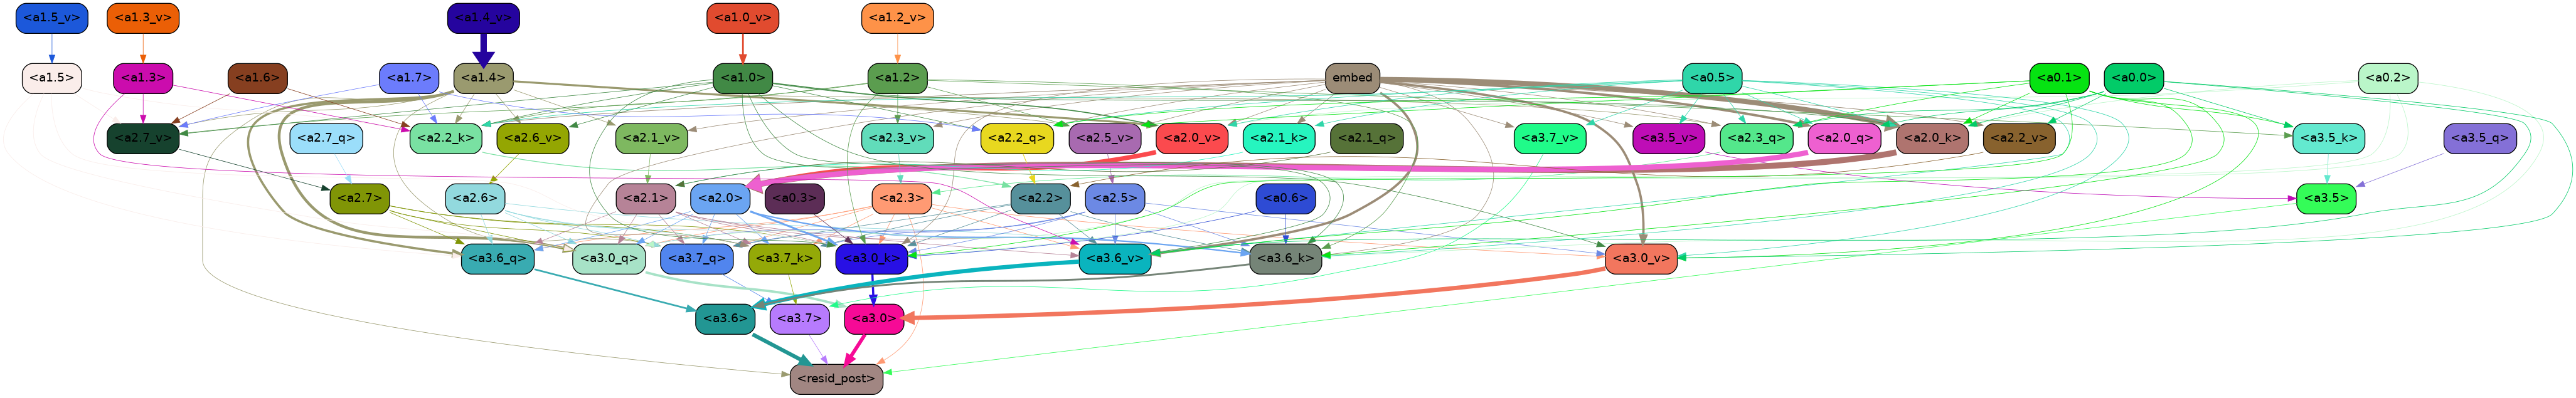 <a1.5_v> <a1.3_v> <a1.4_v> <a1.0_v> <a1.2_v>
<a1.5> <a1.3> <a1.6> <a1.7> <a1.4> <a1.0> <a1.2> embed <a0.5> <a0.1> <a0.0> <a0.2>
<a2.7_v> <a2.7_q> <a2.2_k> <a2.6_v> <a2.1_v> <a2.3_v> <a2.2_q> <a2.5_v> <a2.0_v> <a2.1_k> <a2.1_q> <a3.7_v> <a3.5_v> <a2.3_q> <a2.0_q> <a2.0_k> <a2.2_v> <a3.5_k> <a3.5_q>
<a2.7> <a2.6> <a2.1> <a2.0> <a0.3> <a2.3> <a2.2> <a2.5> <a0.6> <a3.5>
<a3.6_q> <a3.0_q> <a3.7_q> <a3.7_k> <a3.0_k> <a3.6_v> <a3.6_k> <a3.0_v>
<a3.6> <a3.7> <a3.0>
<resid_post>